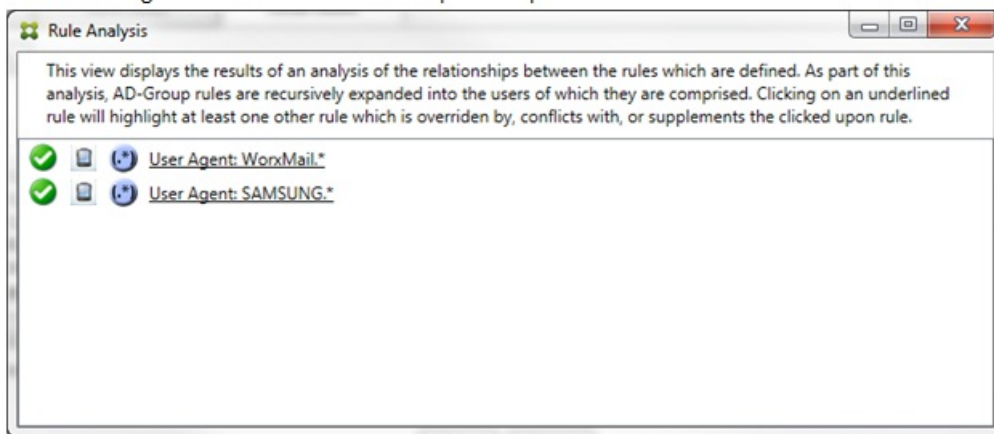 Rule Analysis
This view displays the results of an analysis of the relationships between the rules which are defined. As part of this
analysis, AD-Group rules are recursively expanded into the users of which they are comprised. Clicking on an underlined
rule will highlight at least one other rule which is overriden by, conflicts with, or supplements the clicked upon rule.
(.*) User Agent: WorxMail.*
(.*) User Agent: SAMSUNG.*